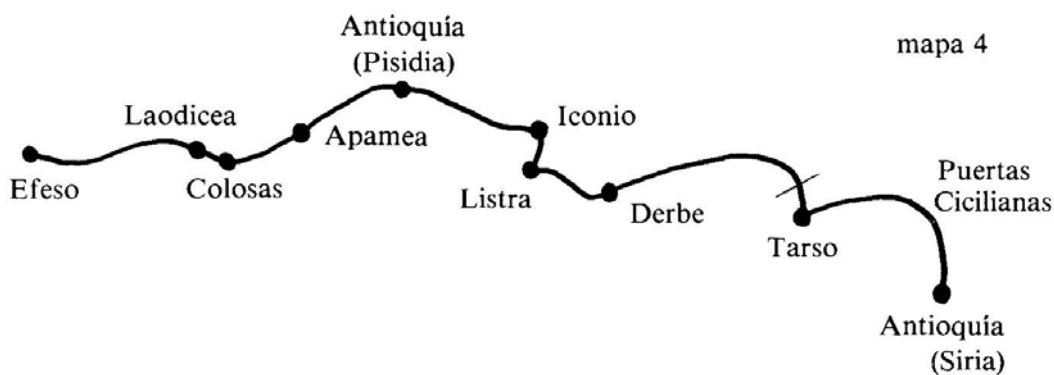 mapa 4
Antioquía
(Pisidia)
Laodicea
Apamea
Iconio
Efeso
Colosas
Listra
Derbe
Puertas
Cicilianas
Tarso
Antioquía
(Siria)